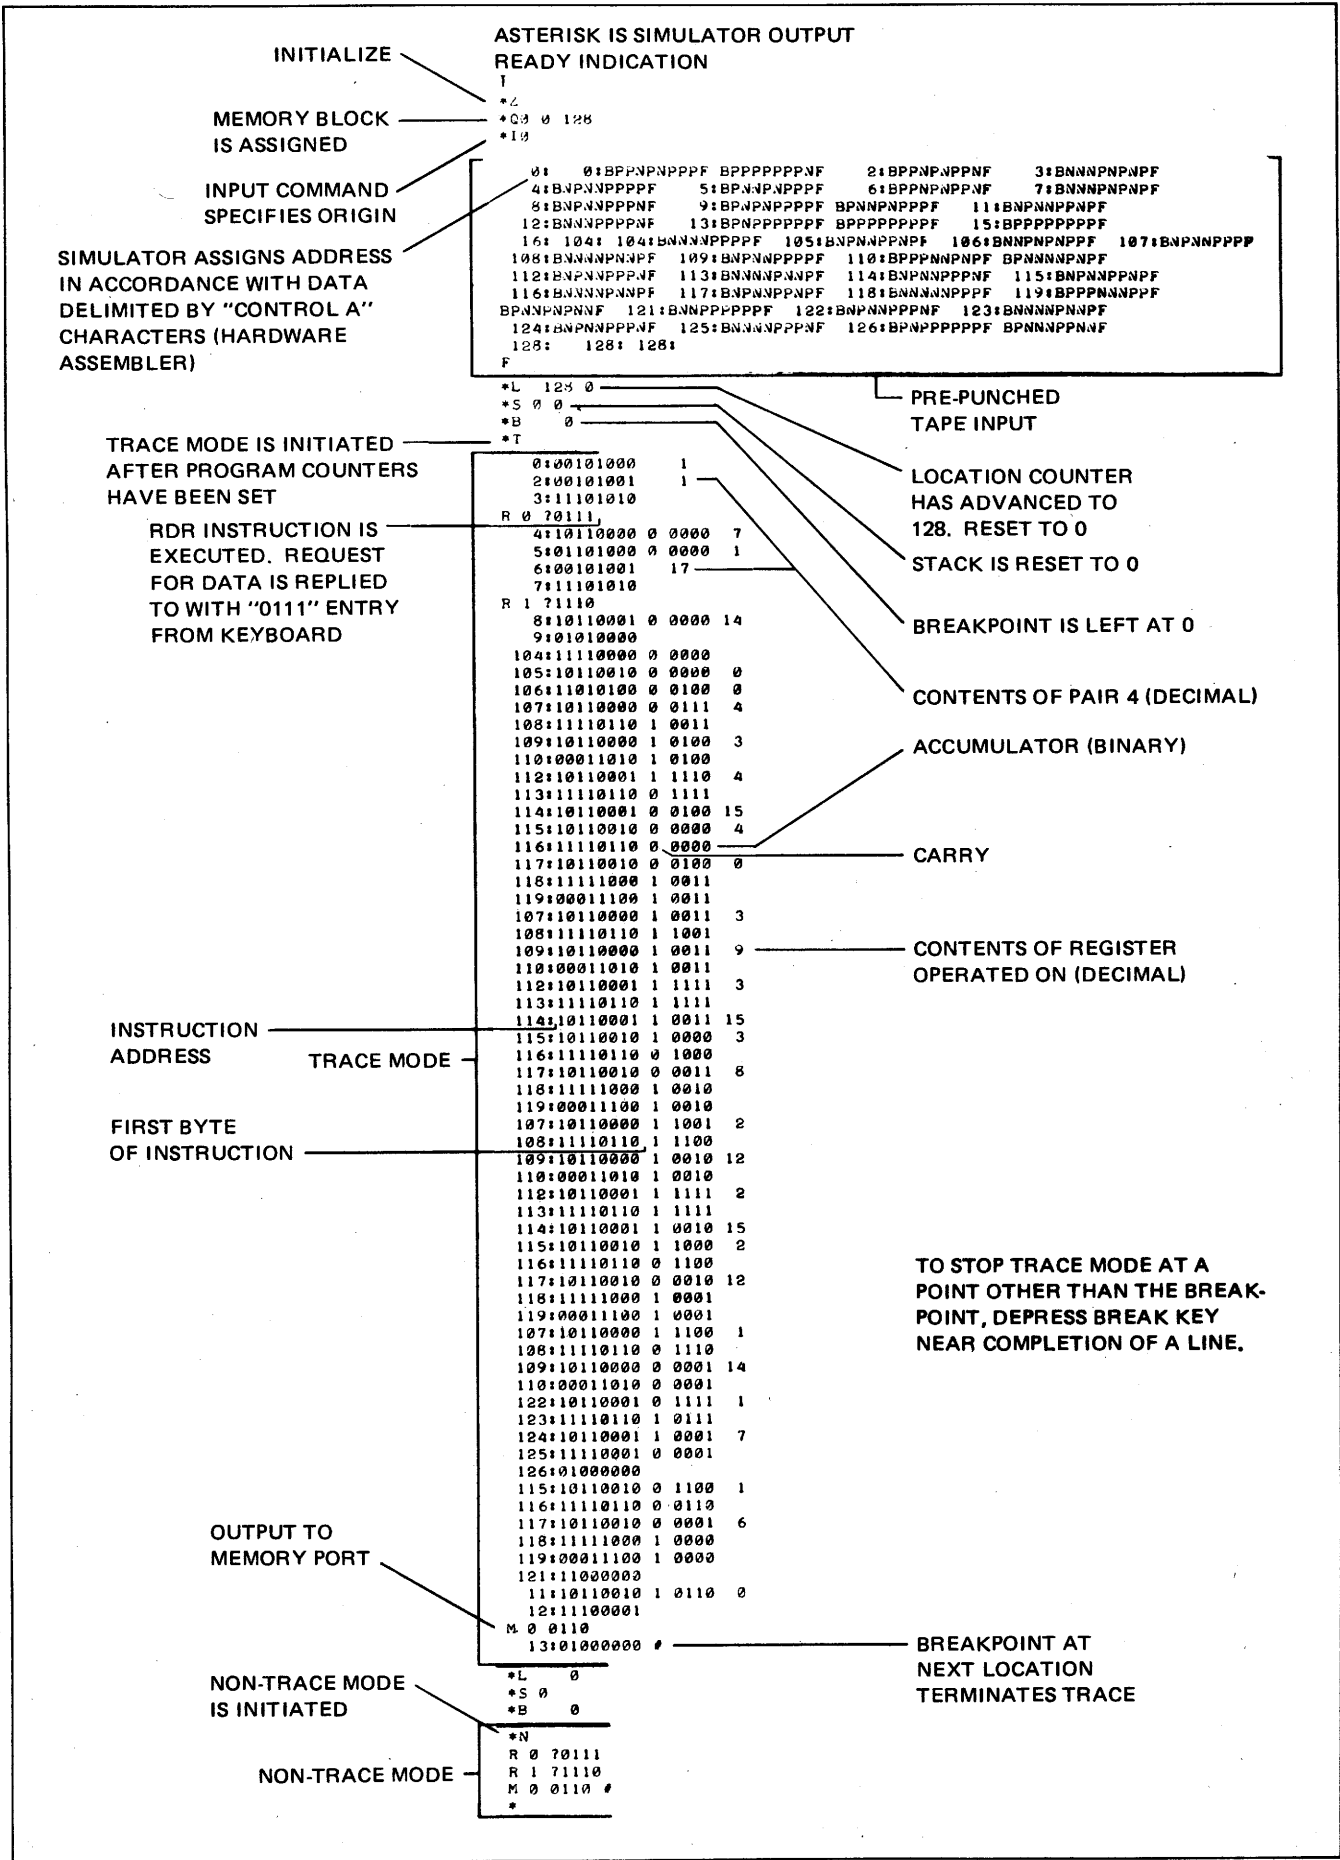 ASTERISK IS SIMULATOR OUTPUT
READY INDICATION
INITIALIZE
*Z
MEMORY BLOCK
IS ASSIGNED
*Q0 0 128
*I0
INPUT COMMAND
SPECIFIES ORIGIN
SIMULATOR ASSIGNS ADDRESS
IN ACCORDANCE WITH DATA
DELIMITED BY "CONTROL A"
CHARACTERS (HARDWARE
ASSEMBLER)
0: 0:BPPNPNPPPF BPPPPPPPNF 2:BPPNPNPPNF 3:BNNNPNPNPF
4:BNPNNPPPPF 5:BPNNPNPPPF 6:BPPNPNPPNF 7:BNNNPNPNPF
8:BNPNNPPPNF 9:BPNPNPPPPF BPNNPNPPPF 11:BNPNNPPNPF
12:BNNNPPPPNF 13:BPNPPPPPPF BPPPPPPPPF 15:BPPPPPPPPF
16: 104: 104:BNNNNPPPPF 105:BNPNNPPNPF 106:BNNPNPNPPF 107:BNPNNPPPP
108:BNNNNPNNPF 109:BNPNNPPPPF 110:BPPPNNPNPF BPNNNNPNPF
112:BNPNNPPPNF 113:BNNNNPNNPF 114:BNPNNPPPNF 115:BNPNNPPNPF
116:BNNNNPNNPF 117:BNPNNPPNPF 118:BNNNNNPPPF 119:BPPPNNNPPF
BPNNPNPNNF 121:BNNPPPPPPF 122:BNPNNPPPNF 123:BNNNNPNNPF
124:BNPNNPPPNF 125:BNNNNPPPNF 126:BPNPPPPPPF BPNNNPPNNF
128: 128: 128:
F
PRE-PUNCHED
TAPE INPUT
*L 128 0
*S 0 0
*B 0
*T
TRACE MODE IS INITIATED
AFTER PROGRAM COUNTERS
HAVE BEEN SET
LOCATION COUNTER
HAS ADVANCED TO
128. RESET TO 0
STACK IS RESET TO 0
BREAKPOINT IS LEFT AT 0
RDR INSTRUCTION IS
EXECUTED. REQUEST
FOR DATA IS REPLIED
TO WITH "0111" ENTRY
FROM KEYBOARD
0:00101000 1
2:00101001 1
3:11101010
R 0 ?0111
4:10110000 0 0000 7
5:01101000 0 0000 1
6:00101001 17
7:11101010
R 1 ?1110
8:10110001 0 0000 14
9:01010000
104:11110000 0 0000
105:10110010 0 0000 0
106:11010100 0 0100 0
107:10110000 0 0111 4
108:11110110 1 0011
109:10110000 1 0100 3
110:00011010 1 0100
112:10110001 1 1110 4
113:11110110 0 1111
114:10110001 0 0100 15
115:10110010 0 0000 4
116:11110110 0 0000
117:10110010 0 0100 0
118:11111000 1 0011
119:00011100 1 0011
107:10110000 1 0011 3
108:11110110 1 1001
109:10110000 1 0011 9
110:00011010 1 0011
112:10110001 1 1111 3
113:11110110 1 1111
114:10110001 1 0011 15
115:10110010 1 0000 3
116:11110110 0 1000
117:10110010 0 0011 8
118:11111000 1 0010
119:00011100 1 0010
107:10110000 1 1001 2
108:11110110 1 1100
109:10110000 1 0010 12
110:00011010 1 0010
112:10110001 1 1111 2
113:11110110 1 1111
114:10110001 1 0010 15
115:10110010 1 1000 2
116:11110110 0 1100
117:10110010 0 0010 12
118:11111000 1 0001
119:00011100 1 0001
107:10110000 1 1100 1
108:11110110 0 1110
109:10110000 0 0001 14
110:00011010 0 0001
122:10110001 0 1111 1
123:11110110 1 0111
124:10110001 1 0001 7
125:11110001 0 0001
126:01000000
115:10110010 0 1100 1
116:11110110 0 0110
117:10110010 0 0001 6
118:11111000 1 0000
119:00011100 1 0000
121:11000000
11:10110010 1 0110 0
12:11100001
M 0 0110
13:01000000 #
CONTENTS OF PAIR 4 (DECIMAL)
ACCUMULATOR (BINARY)
CARRY
CONTENTS OF REGISTER
OPERATED ON (DECIMAL)
INSTRUCTION
ADDRESS
TRACE MODE
FIRST BYTE
OF INSTRUCTION
TO STOP TRACE MODE AT A
POINT OTHER THAN THE BREAK-
POINT, DEPRESS BREAK KEY
NEAR COMPLETION OF A LINE.
OUTPUT TO
MEMORY PORT
BREAKPOINT AT
NEXT LOCATION
TERMINATES TRACE
*L 0
*S 0
*B 0
NON-TRACE MODE
IS INITIATED
*N
R 0 ?0111
R 1 ?1110
M 0 0110 #
*
NON-TRACE MODE